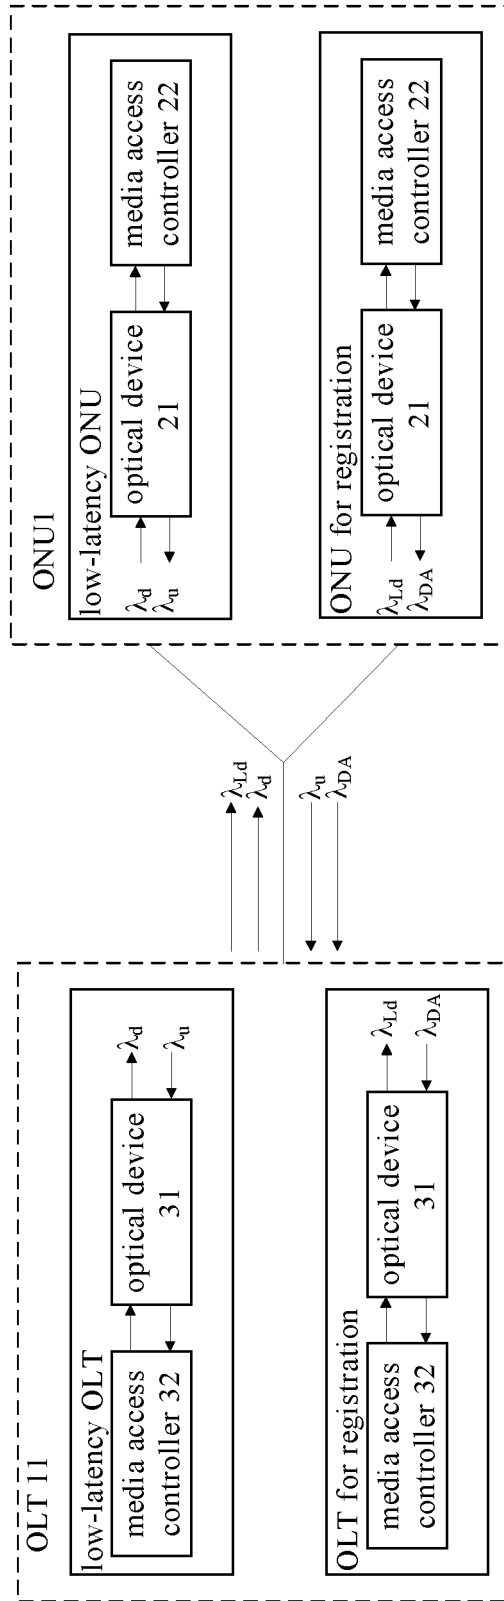 OLT 11
low-latency OLT
media access
controller 32
optical device
31
λd
λu
OLT for registration
media access
controller 32
optical device
31
λLd
λDA
λLd
λd
λu
λDA
ONU1
low-latency ONU
λd
λu
optical device
21
media access
controller 22
ONU for registration
λLd
λDA
optical device
21
media access
controller 22